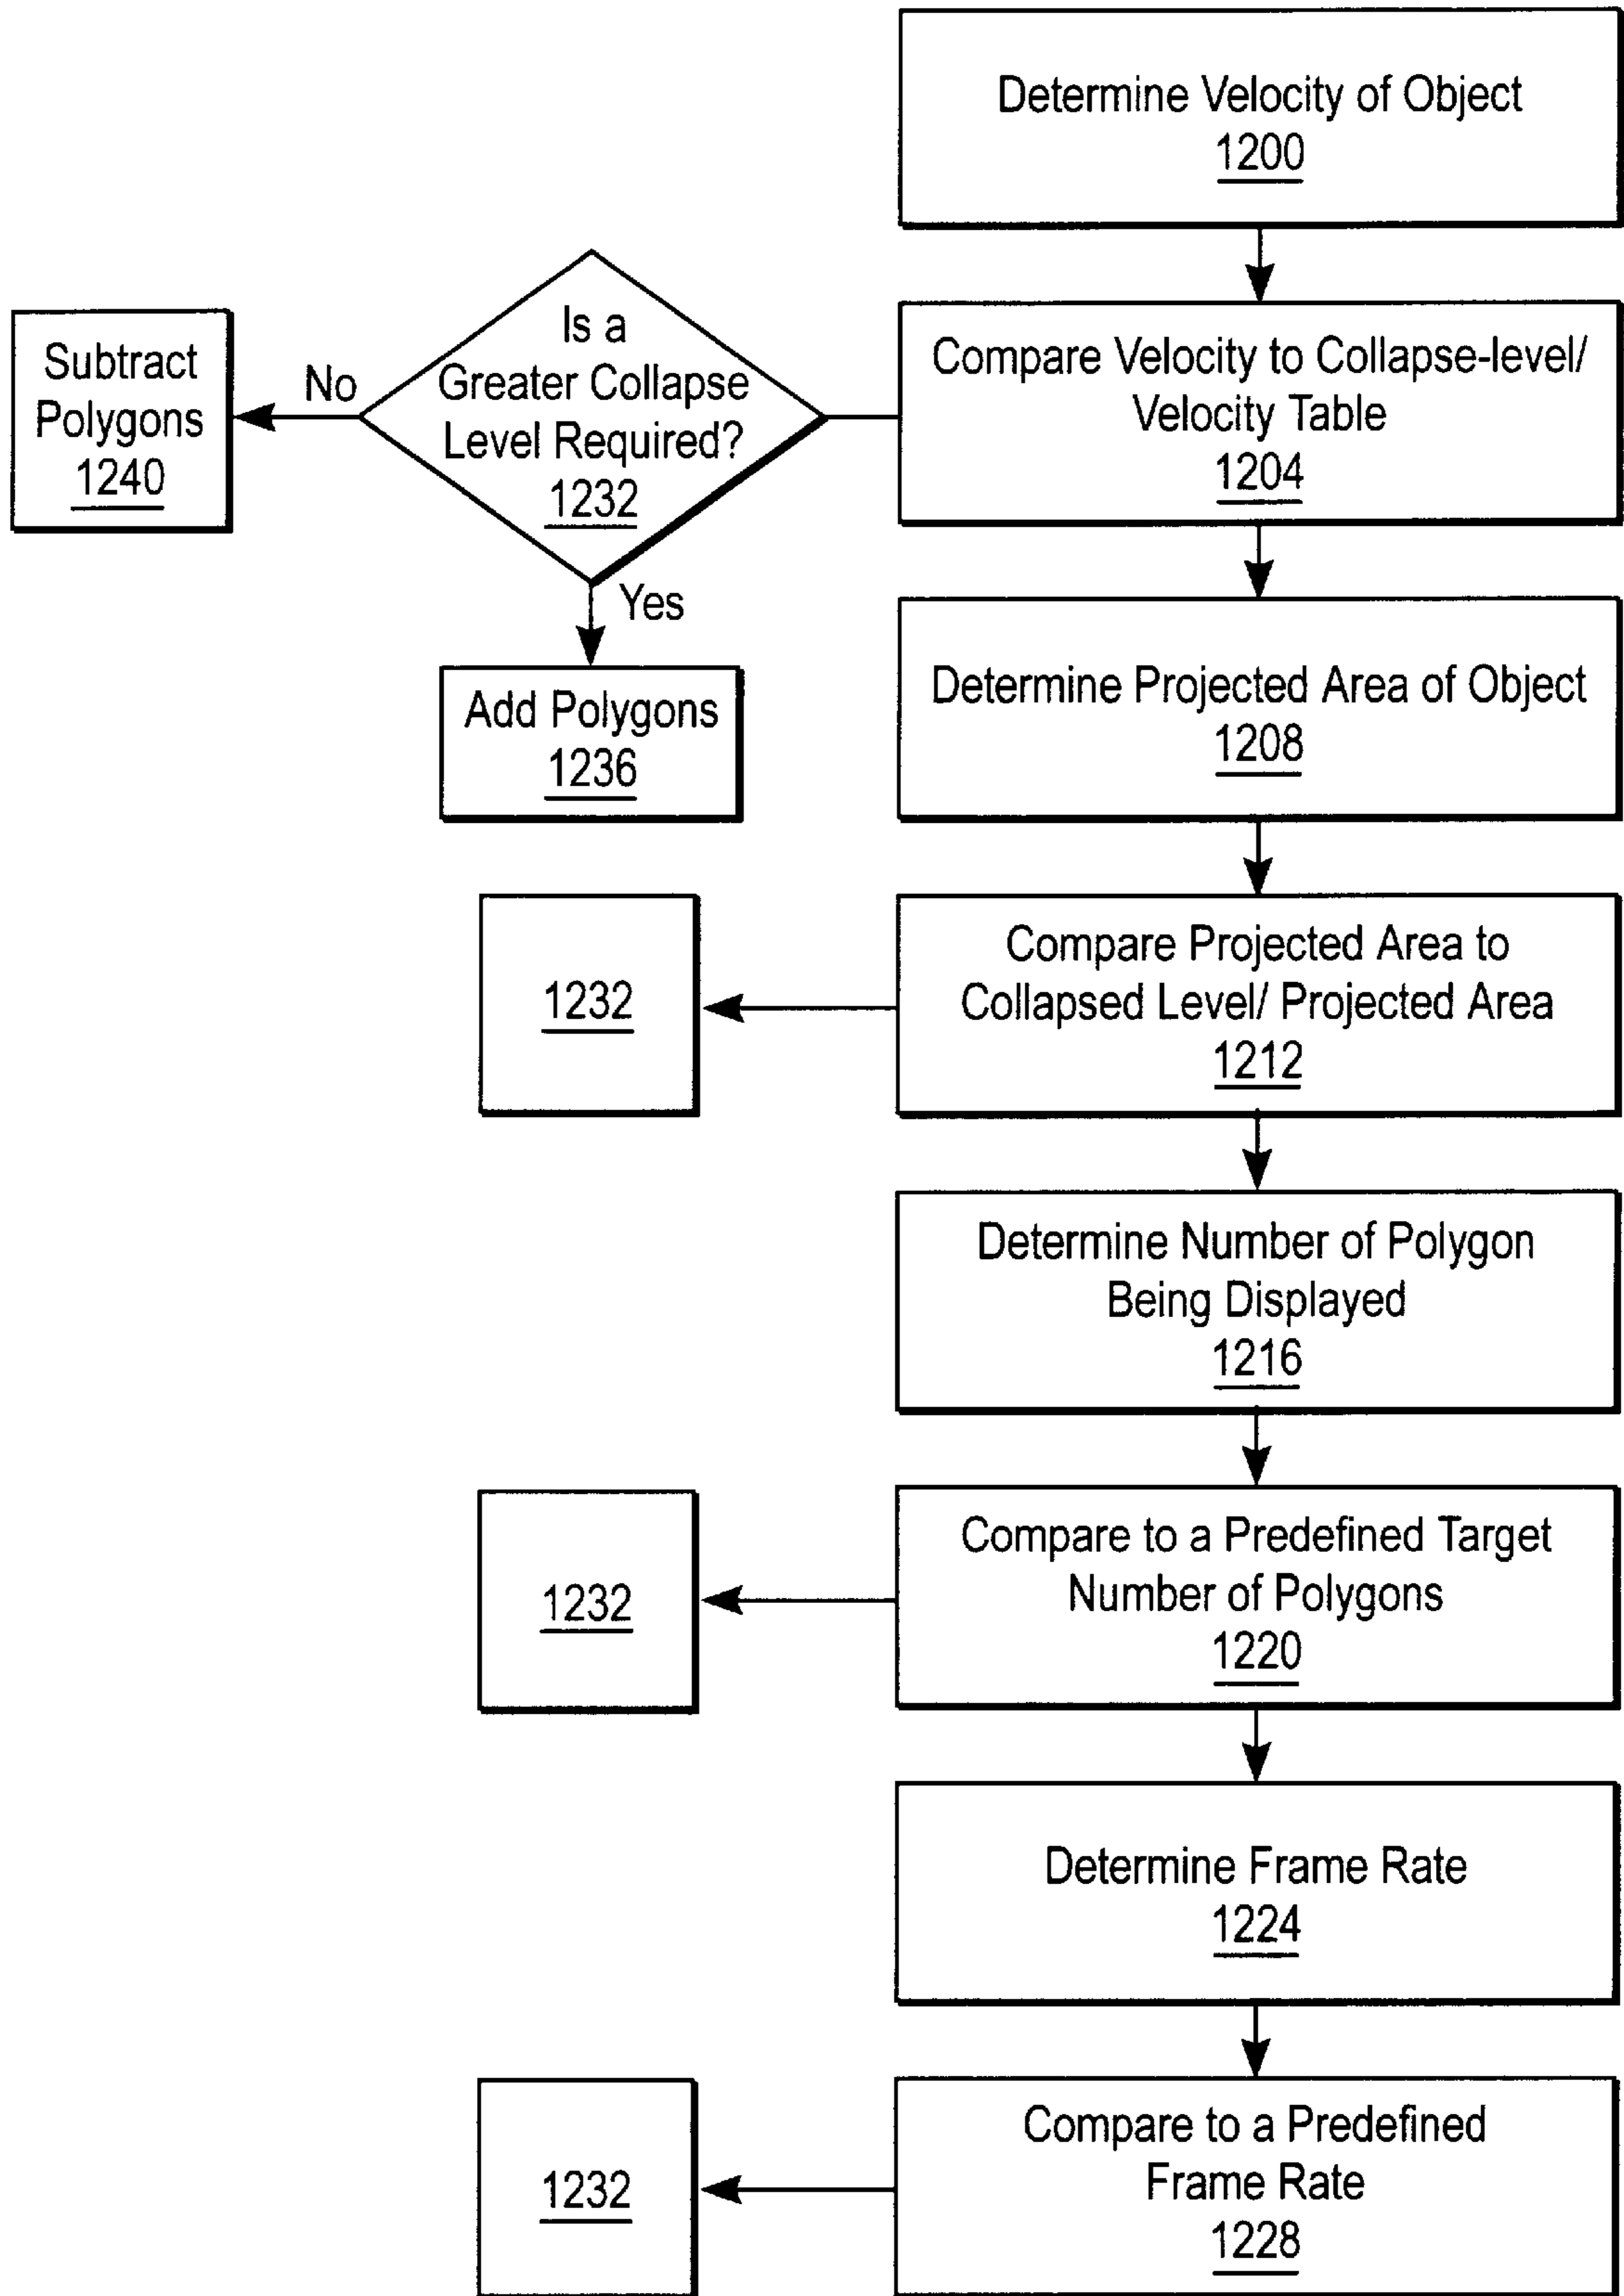 Determine Velocity of Object
1200
Is a
Greater Collapse
Level Required?
1232
No
Yes
Subtract
Polygons
1240
Compare Velocity to Collapse-level/
Velocity Table
1204
Add Polygons
1236
Determine Projected Area of Object
1208
Compare Projected Area to
Collapsed Level/ Projected Area
1212
1232
Determine Number of Polygon
Being Displayed
1216
Compare to a Predefined Target
Number of Polygons
1220
1232
Determine Frame Rate
1224
Compare to a Predefined
Frame Rate
1228
1232